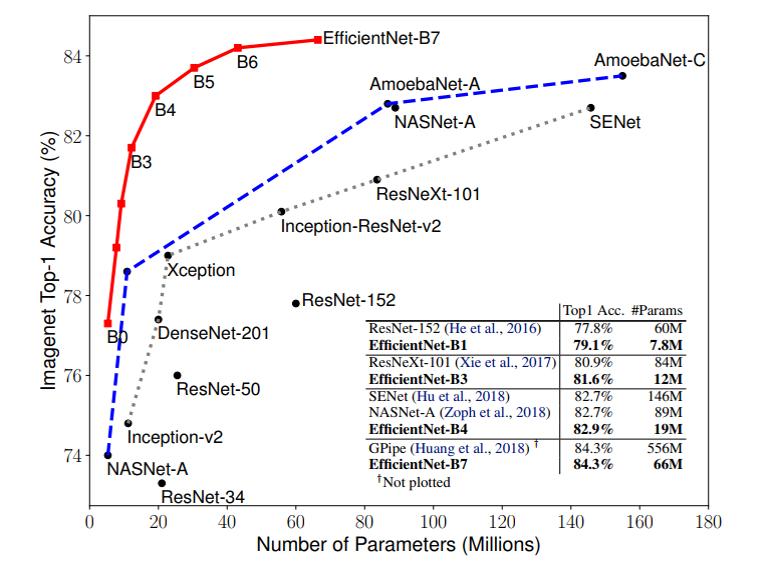 84
82
80
78
76
74
Imagenet Top-1 Accuracy (%)
EfficientNet-B7
B6
B5
B4
B3
B0
AmoebaNet-C
AmoebaNet-A
NASNet-A
SENet
ResNeXt-101
Inception-ResNet-v2
Xception
ResNet-152
DenseNet-201
ResNet-50
Inception-v2
NASNet-A
ResNet-34
Top1 Acc. #Params
ResNet-152 (He et al., 2016) 77.8% 60M
EfficientNet-B1 79.1% 7.8M
ResNeXt-101 (Xie et al., 2017) 80.9% 84M
EfficientNet-B3 81.6% 12M
SENet (Hu et al., 2018) 82.7% 146M
NASNet-A (Zoph et al., 2018) 82.7% 89M
EfficientNet-B4 82.9% 19M
GPipe (Huang et al., 2018) † 84.3% 556M
EfficientNet-B7 84.3% 66M
†Not plotted
0 20 40 60 80 100 120 140 160 180
Number of Parameters (Millions)